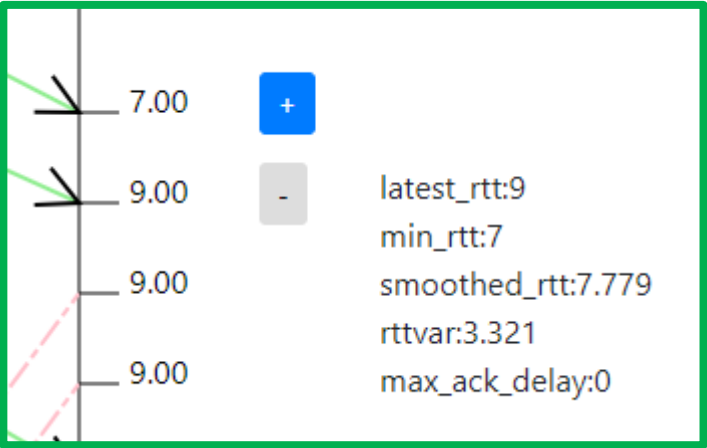 7.00 +
9.00 - latest_rtt:9
min_rtt:7
9.00 smoothed_rtt:7.779
rttvar:3.321
9.00 max_ack_delay:0